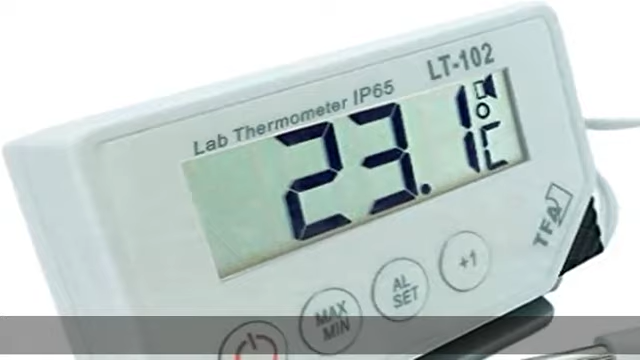 LT-102
Lab Thermometer IP65
23.1°C
TFA
+1
AL
SET
MAX
MIN